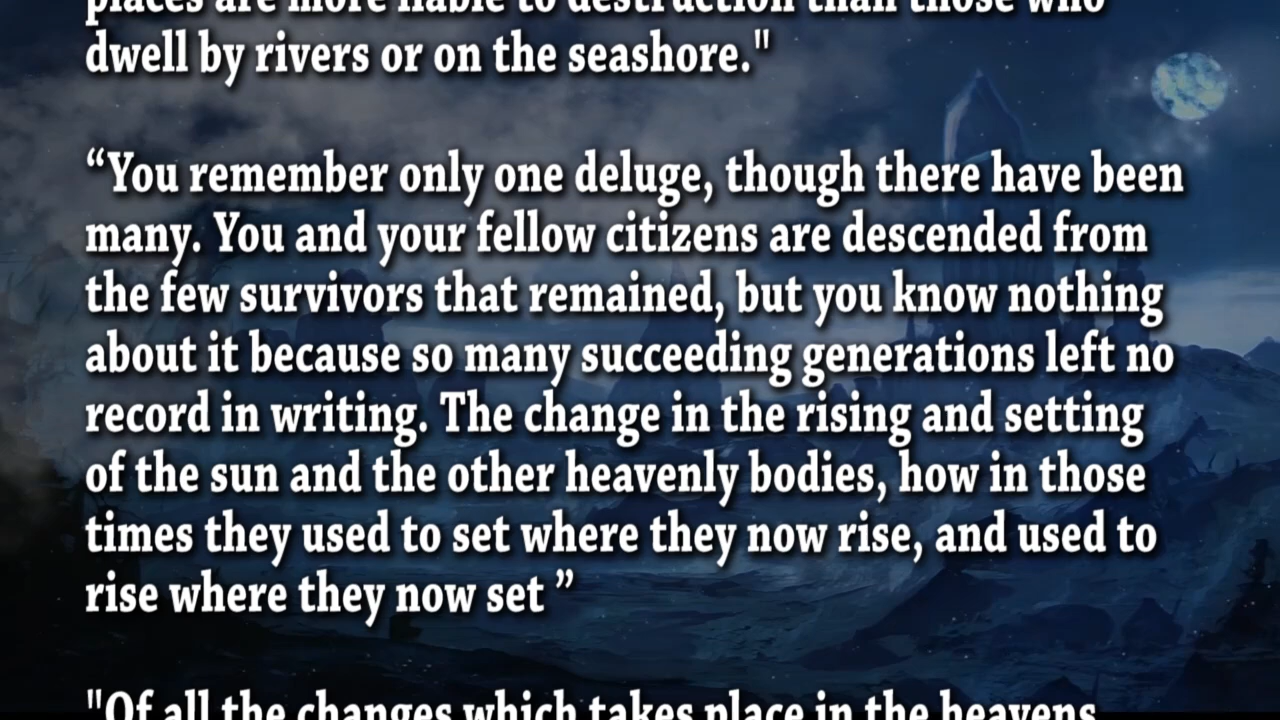 places are more liable to destruction than those who
dwell by rivers or on the seashore."
“You remember only one deluge, though there have been
many. You and your fellow citizens are descended from
the few survivors that remained, but you know nothing
about it because so many succeeding generations left no
record in writing. The change in the rising and setting
of the sun and the other heavenly bodies, how in those
times they used to set where they now rise, and used to
rise where they now set ”
"Of all the changes which takes place in the heavens